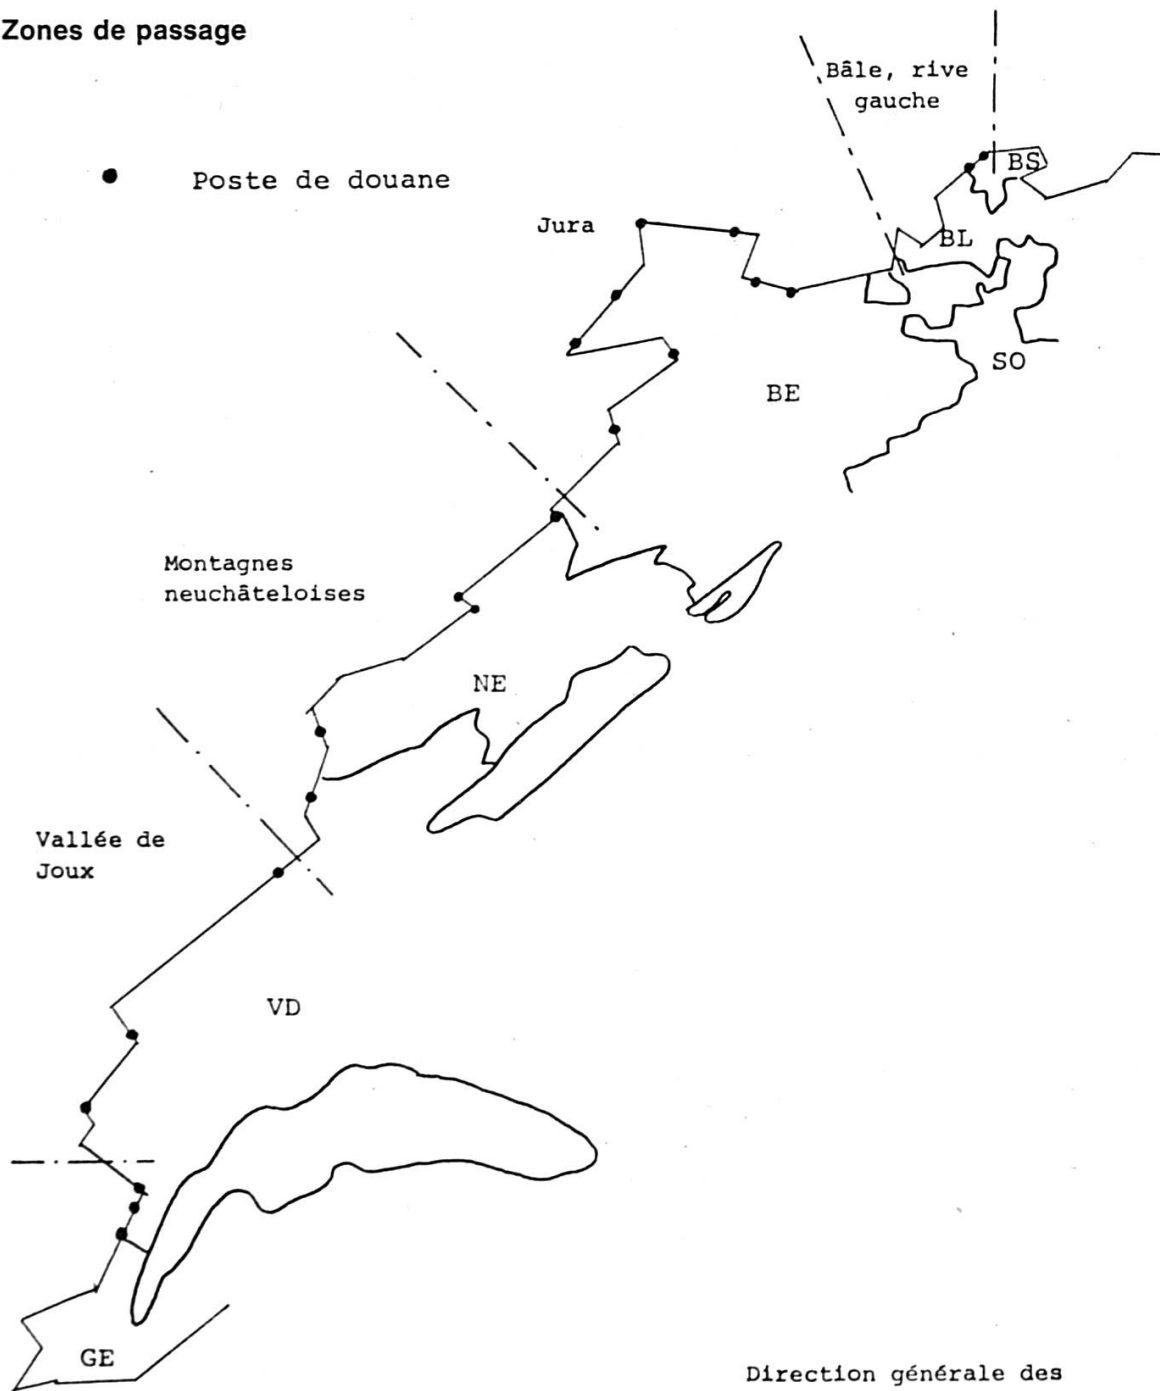 Zones de passage
Bâle, rive
gauche
BS
Poste de douane
Jura
BL
SO
BE
Montagnes
neuchâteloises
NE
Vallée de
Joux
VD
GE
Direction générale des